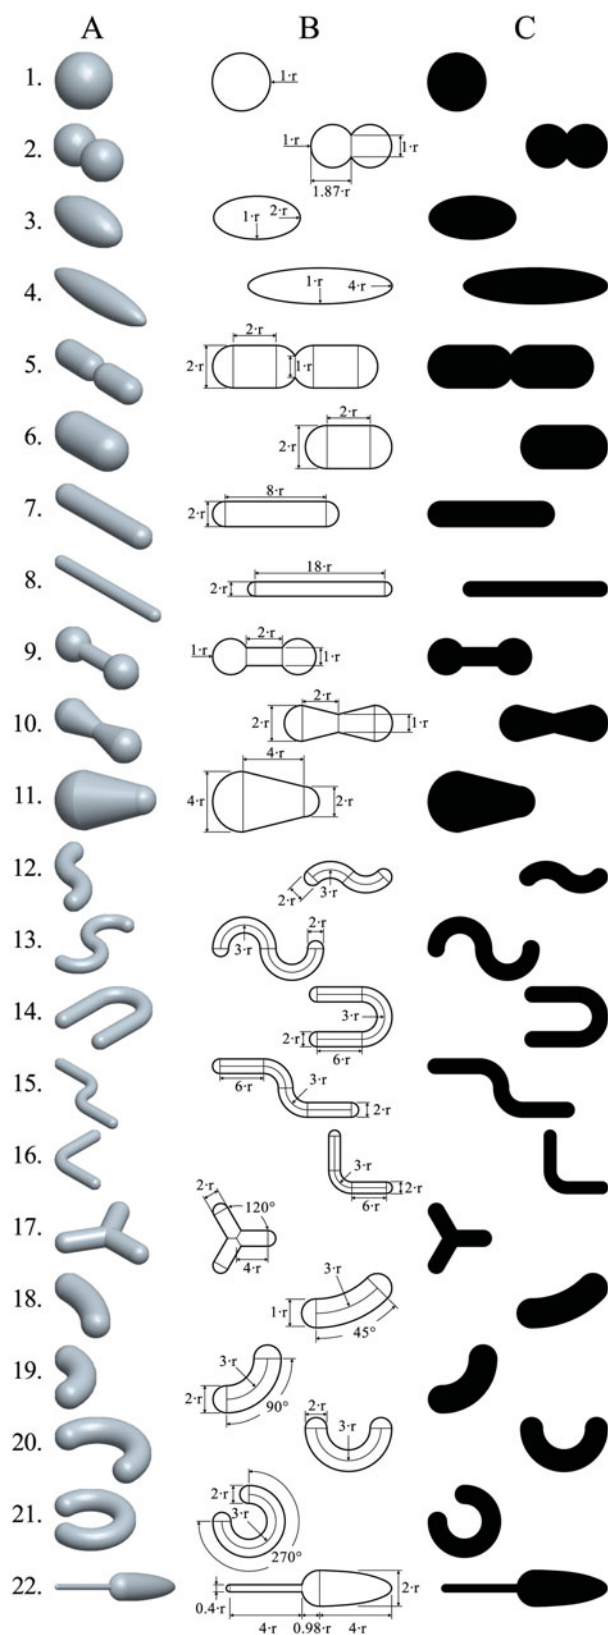 A B C
1. 1·r
2. 1·r 1·r
1.87·r
3. 1·r 2·r
4. 1·r 4·r
5. 2·r
2·r 1·r
6. 2·r
2·r
7. 8·r
2·r
8. 18·r
2·r
9. 2·r
1·r 1·r
10. 2·r
2·r 1·r
11. 4·r
4·r 2·r
12. 2·r 3·r
13. 2·r
3·r
14. 3·r
2·r
6·r
15. 6·r 3·r
2·r
16. 3·r
2·r
6·r
17. 2·r 120°
4·r
18. 3·r
1·r
45°
19. 3·r
2·r
90°
20. 2·r
3·r
21. 2·r
3·r
270°
22. 2·r
0.4·r
4·r 0.98·r 4·r